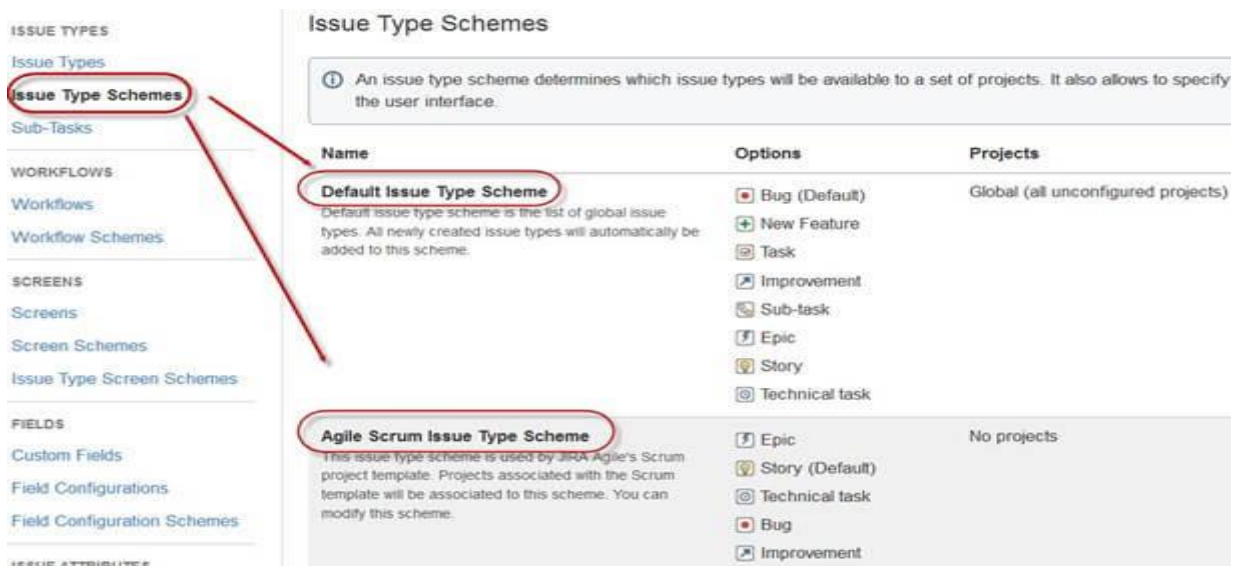 ISSUE TYPES
Issue Types
Issue Type Schemes
Sub-Tasks
WORKFLOWS
Workflows
Workflow Schemes
SCREENS
Screens
Screen Schemes
Issue Type Screen Schemes
FIELDS
Custom Fields
Field Configurations
Field Configuration Schemes
ISSUE ATTRIBUTES
Issue Type Schemes
An issue type scheme determines which issue types will be available to a set of projects. It also allows to specify
the user interface.
Name Options Projects
Default Issue Type Scheme
Default issue type scheme is the list of global issue
types. All newly created issue types will automatically be
added to this scheme.
Bug (Default)
New Feature
Task
Improvement
Sub-task
Epic
Story
Technical task
Global (all unconfigured projects)
Agile Scrum Issue Type Scheme
This issue type scheme is used by JIRA Agile's Scrum
project template. Projects associated with the Scrum
template will be associated to this scheme. You can
modify this scheme.
Epic
Story (Default)
Technical task
Bug
Improvement
No projects